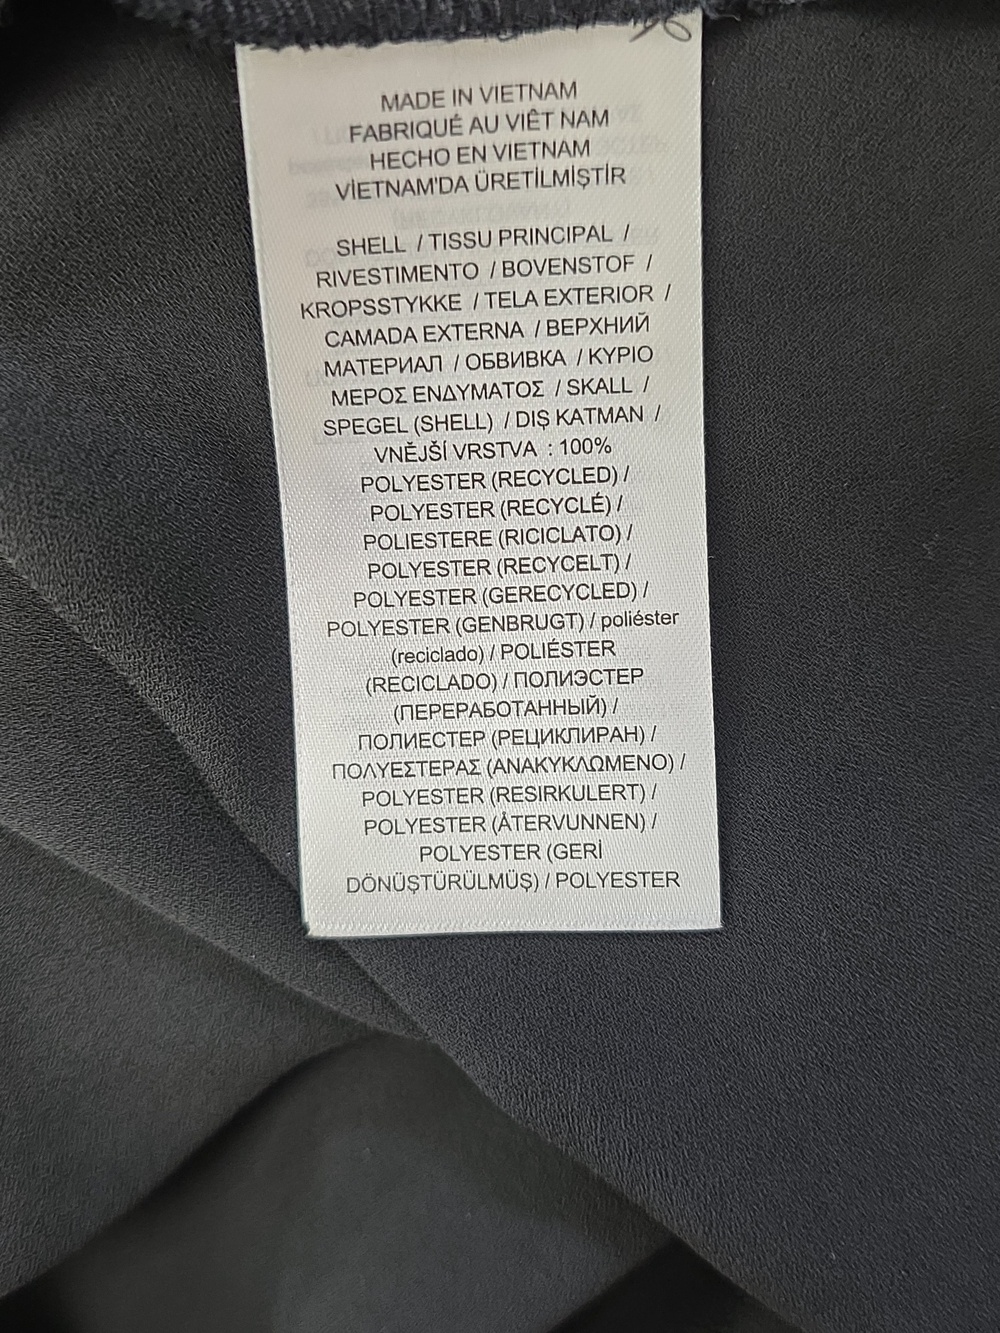 MADE IN VIETNAM
FABRIQUÉ AU VIÊT NAM
HECHO EN VIETNAM
VİETNAM'DA ÜRETİLMİŞTİR
SHELL / TISSU PRINCIPAL /
RIVESTIMENTO / BOVENSTOF /
KROPSSTYKKE / TELA EXTERIOR /
CAMADA EXTERNA / ВЕРХНИЙ
МАТЕРИАЛ / ОБВИВКА / ΚΥΡΙΟ
ΜΕΡΟΣ ΕΝΔΥΜΑΤΟΣ / SKALL /
SPEGEL (SHELL) / DIŞ KATMAN /
VNĚJŠÍ VRSTVA : 100%
POLYESTER (RECYCLED) /
POLYESTER (RECYCLÉ) /
POLIESTERE (RICICLATO) /
POLYESTER (RECYCELT) /
POLYESTER (GERECYCLED) /
POLYESTER (GENBRUGT) / poliéster
(reciclado) / POLIÉSTER
(RECICLADO) / ПОЛИЭСТЕР
(ПЕРЕРАБОТАННЫЙ) /
ПОЛИЕСТЕР (РЕЦИКЛИРАН) /
ΠΟΛΥΕΣΤΕΡΑΣ (ΑΝΑΚΥΚΛΩΜΕΝΟ) /
POLYESTER (RESIRKULERT) /
POLYESTER (ÅTERVUNNEN) /
POLYESTER (GERİ
DÖNÜŞTÜRÜLMÜŞ) / POLYESTER